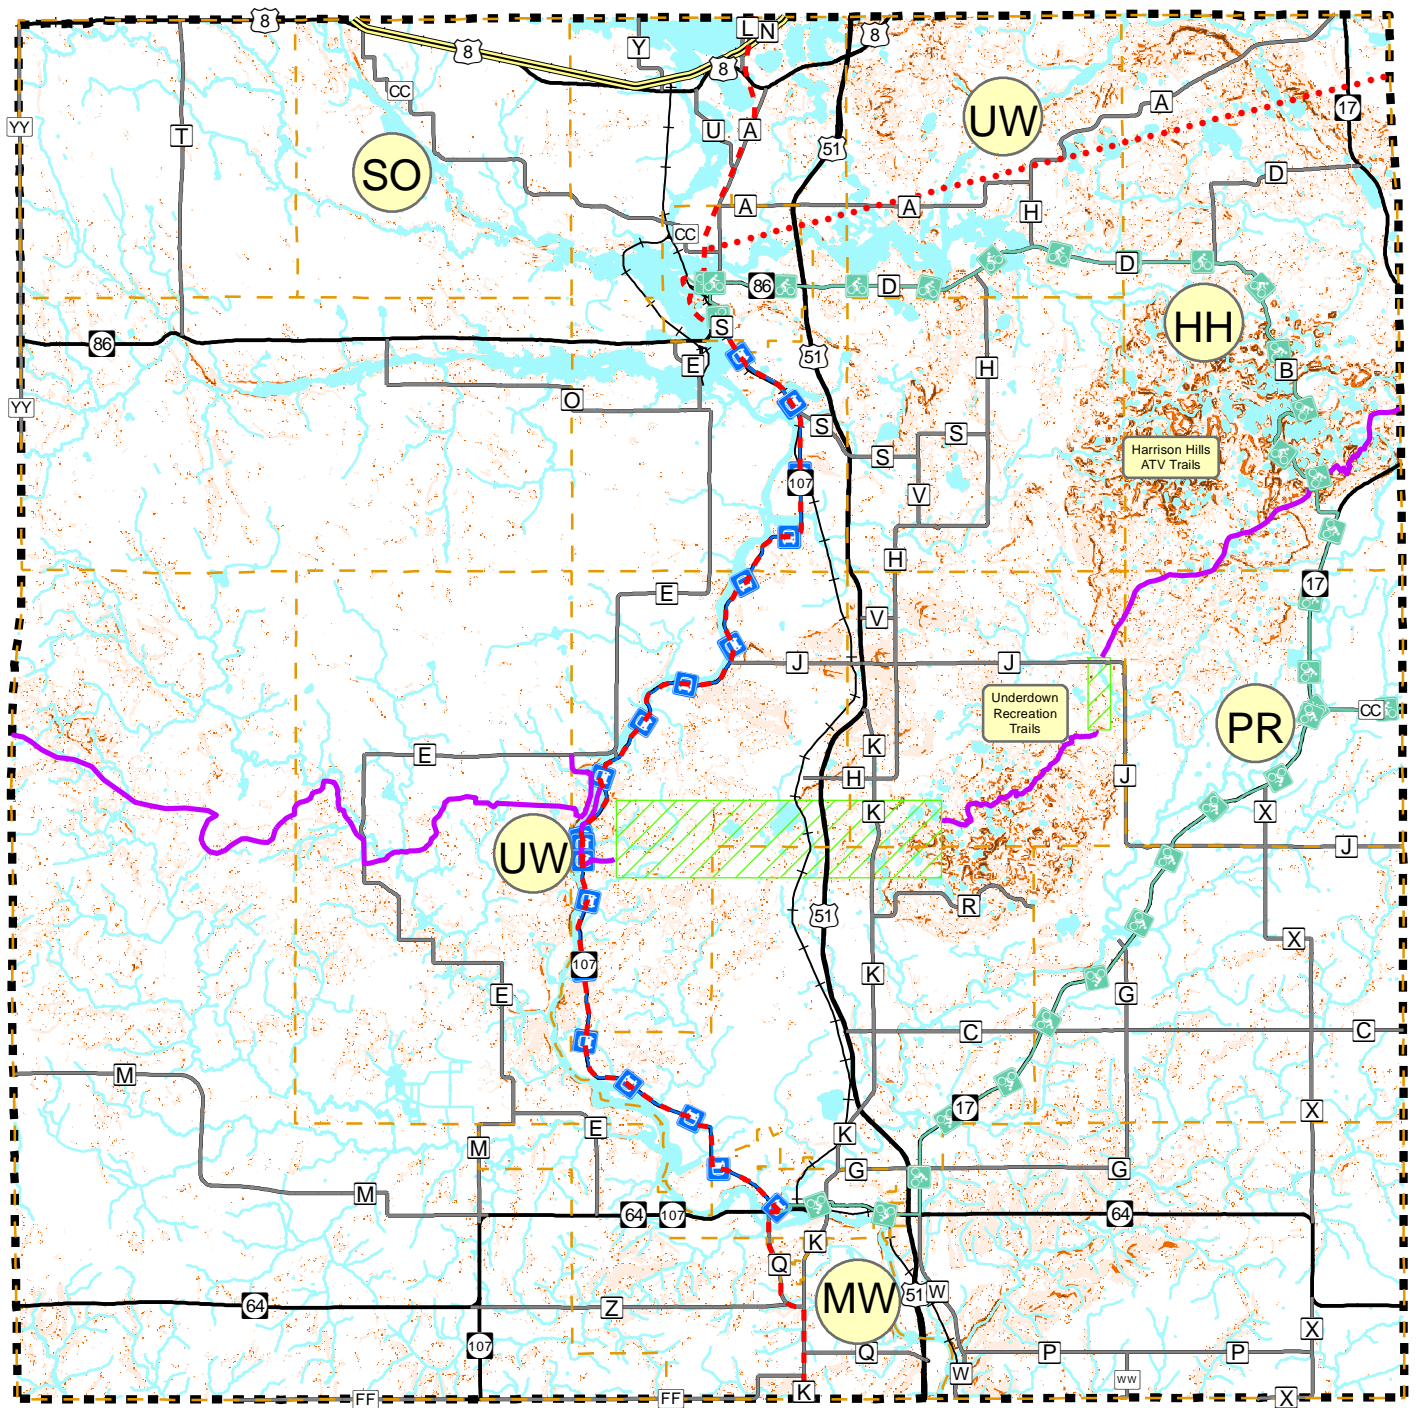 8
L
N
8
Y
8
8
CC
A
17
YY
T
U
A
UW
51
SO
D
A
A
H
CC
D
86
D
S
HH
86
51
E
H
B
YY
O
S
S
S
Harrison Hills
ATV Trails
107
V
H
17
E
V
J
J
Underdown
Recreation
Trails
PR
CC
E
K
H
J
K
X
UW
J
51
R
X
107
K
E
G
C
C
M
17
X
E
K
M
G
G
M
64
107
64
K
Q
MW
51
W
64
Z
107
X
Q
P
P
W
WW
FF
FF
K
X